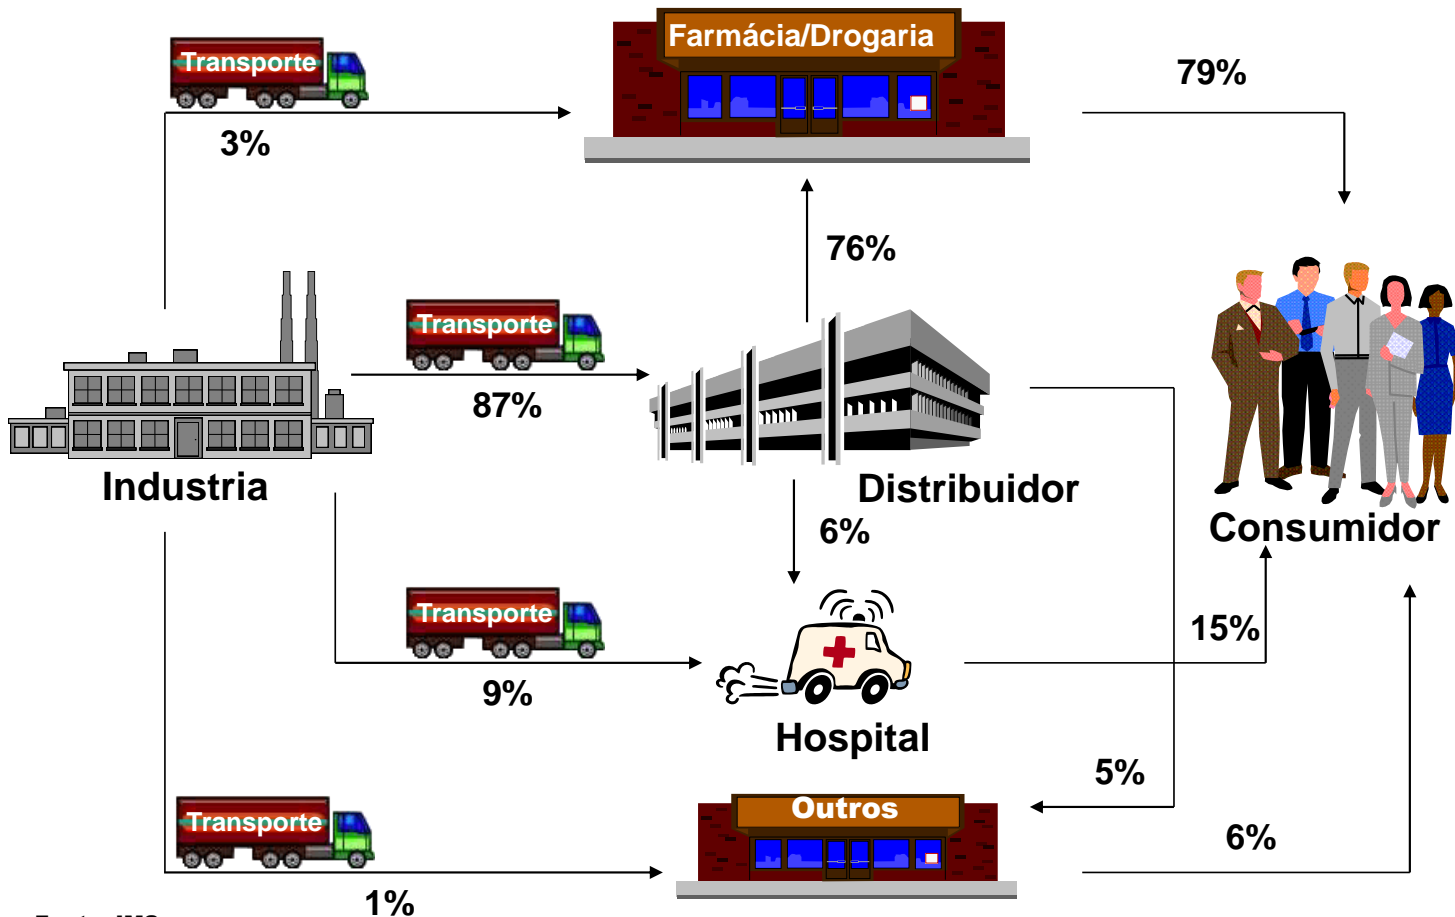 Farmácia/Drogaria
Transporte
79%
3%
76%
Transporte
87%
Industria
Distribuidor
Consumidor
6%
Transporte
15%
9%
Hospital
5%
Outros
Transporte
6%
1%